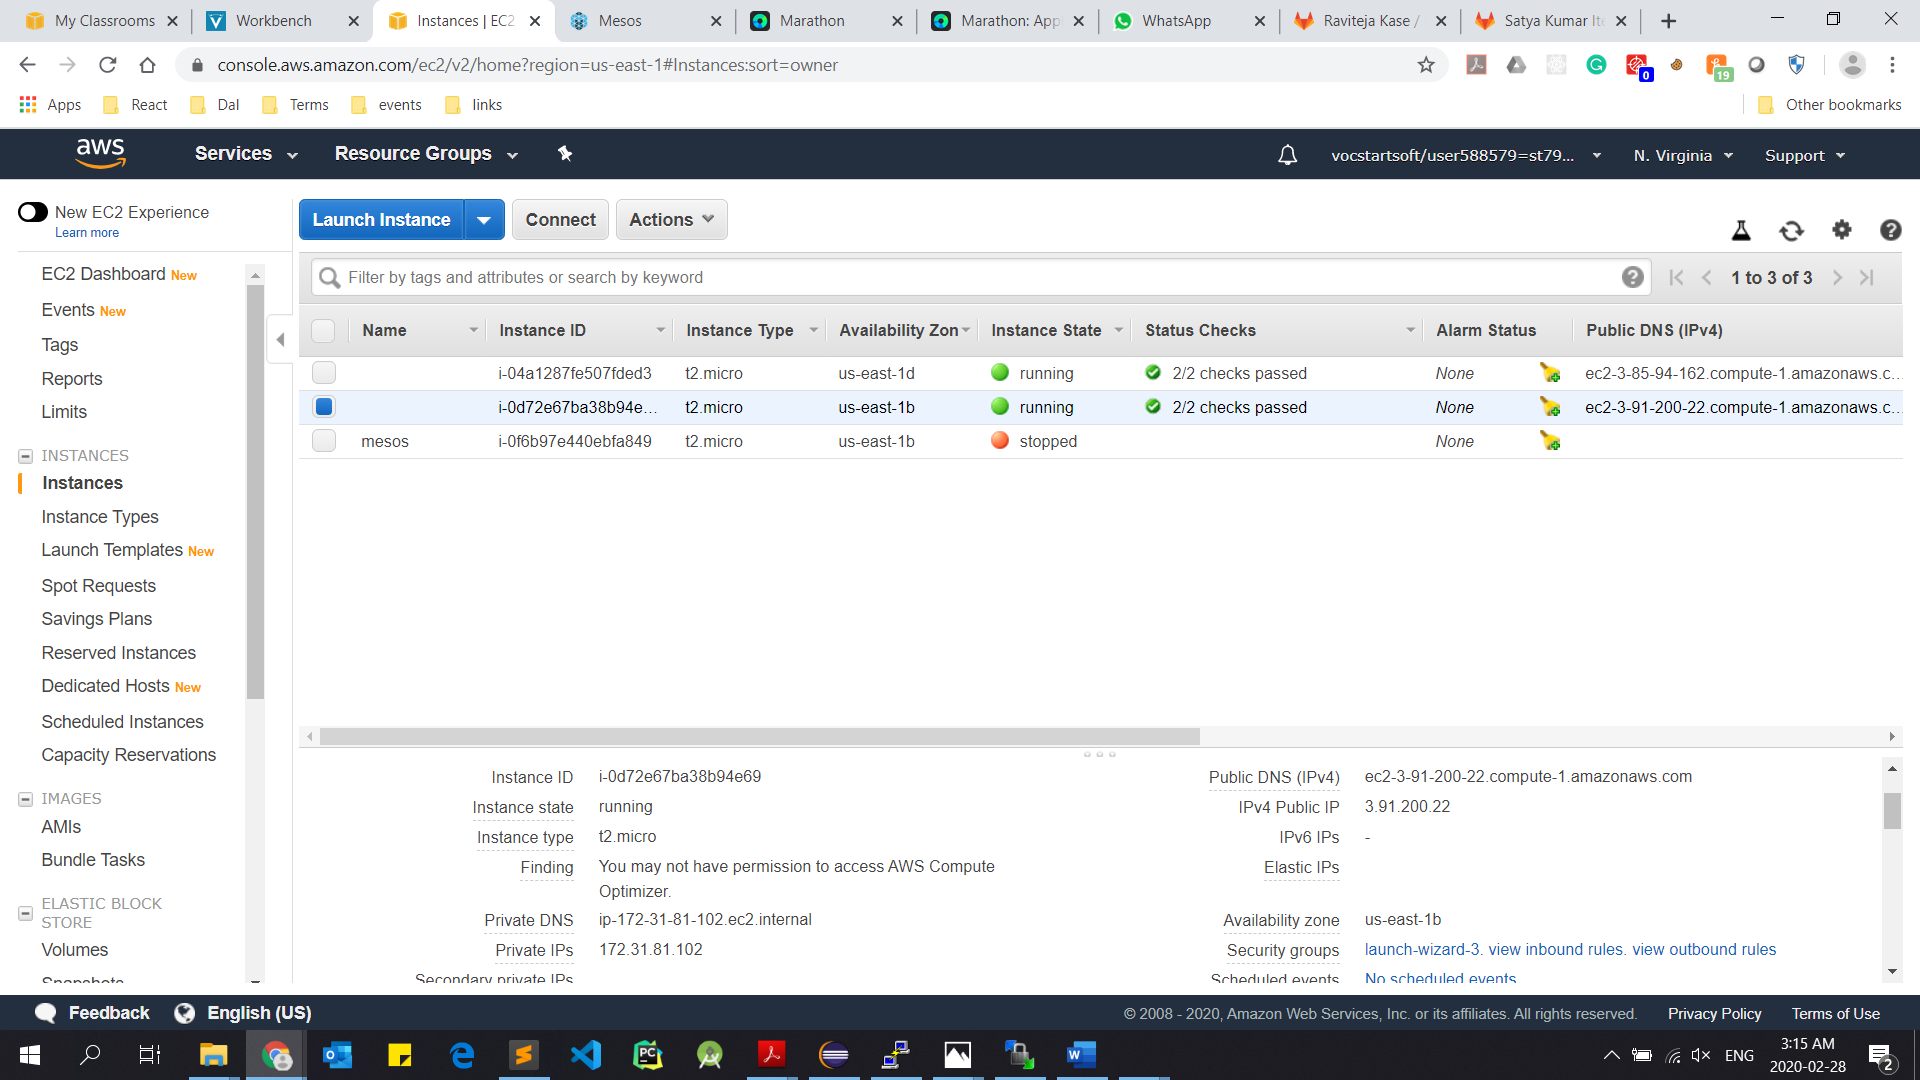 My Classrooms
Workbench
Instances | EC2
Mesos
Marathon
Marathon: App
WhatsApp
Raviteja Kase /
Satya Kumar Ite
console.aws.amazon.com/ec2/v2/home?region=us-east-1#Instances:sort=owner
0
19
Apps
React
Dal
Terms
events
links
Other bookmarks
aws
Services
Resource Groups
vocstartsoft/user588579=st79...
N. Virginia
Support
New EC2 Experience
Learn more
Launch Instance
Connect
Actions
EC2 Dashboard New
Events New
Tags
Reports
Limits
INSTANCES
Instances
Instance Types
Launch Templates New
Spot Requests
Savings Plans
Reserved Instances
Dedicated Hosts New
Scheduled Instances
Capacity Reservations
IMAGES
AMIs
Bundle Tasks
ELASTIC BLOCK
STORE
Volumes
Snapshots
Filter by tags and attributes or search by keyword
1 to 3 of 3
Name Instance ID Instance Type Availability Zon Instance State Status Checks Alarm Status Public DNS (IPv4)
i-04a1287fe507fded3 t2.micro us-east-1d running 2/2 checks passed None ec2-3-85-94-162.compute-1.amazonaws.c...
i-0d72e67ba38b94e... t2.micro us-east-1b running 2/2 checks passed None ec2-3-91-200-22.compute-1.amazonaws.c...
mesos i-0f6b97e440ebfa849 t2.micro us-east-1b stopped None
Instance ID i-0d72e67ba38b94e69
Instance state running
Instance type t2.micro
Finding You may not have permission to access AWS Compute
Optimizer.
Private DNS ip-172-31-81-102.ec2.internal
Private IPs 172.31.81.102
Secondary private IPs
Public DNS (IPv4) ec2-3-91-200-22.compute-1.amazonaws.com
IPv4 Public IP 3.91.200.22
IPv6 IPs -
Elastic IPs
Availability zone us-east-1b
Security groups launch-wizard-3. view inbound rules. view outbound rules
Scheduled events No scheduled events
Feedback
English (US)
© 2008 - 2020, Amazon Web Services, Inc. or its affiliates. All rights reserved.
Privacy Policy
Terms of Use
ENG
3:15 AM
2020-02-28
2